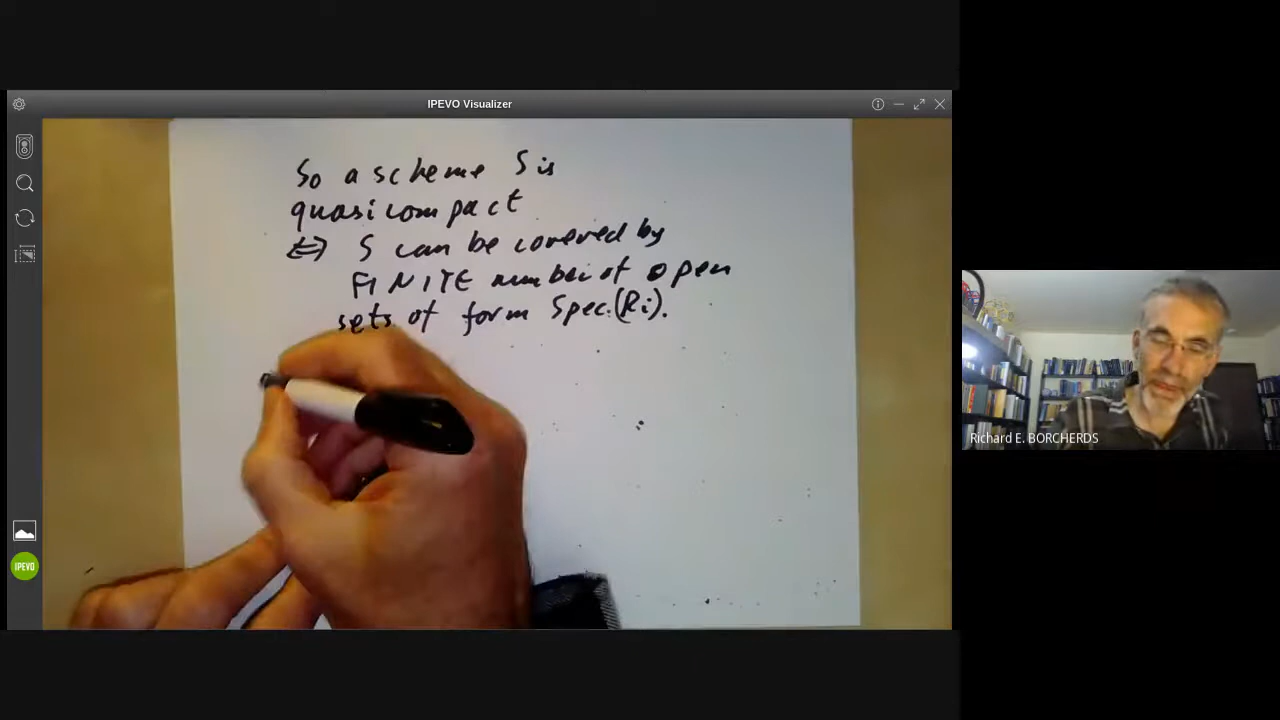 IPEVO Visualizer
So a scheme S is
quasicompact
⇔ S can be covered by
FINITE number of open
sets of form Spec(Ri).
Richard E. BORCHERDS
IPEVO